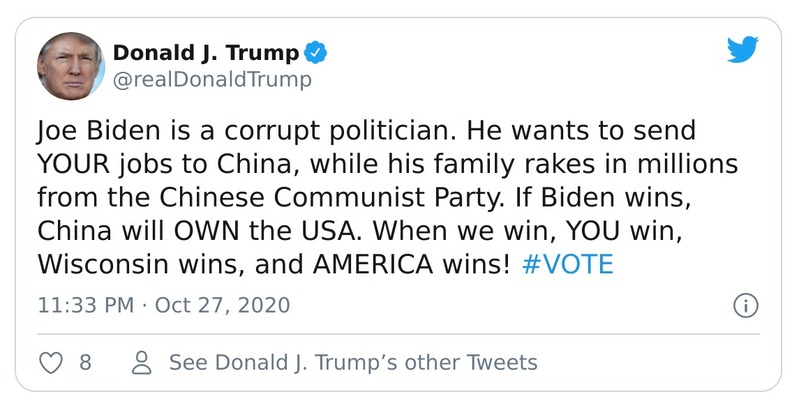 Donald J. Trump
@realDonaldTrump
Joe Biden is a corrupt politician. He wants to send
YOUR jobs to China, while his family rakes in millions
from the Chinese Communist Party. If Biden wins,
China will OWN the USA. When we win, YOU win,
Wisconsin wins, and AMERICA wins! #VOTE
11:33 PM · Oct 27, 2020
8 See Donald J. Trump’s other Tweets